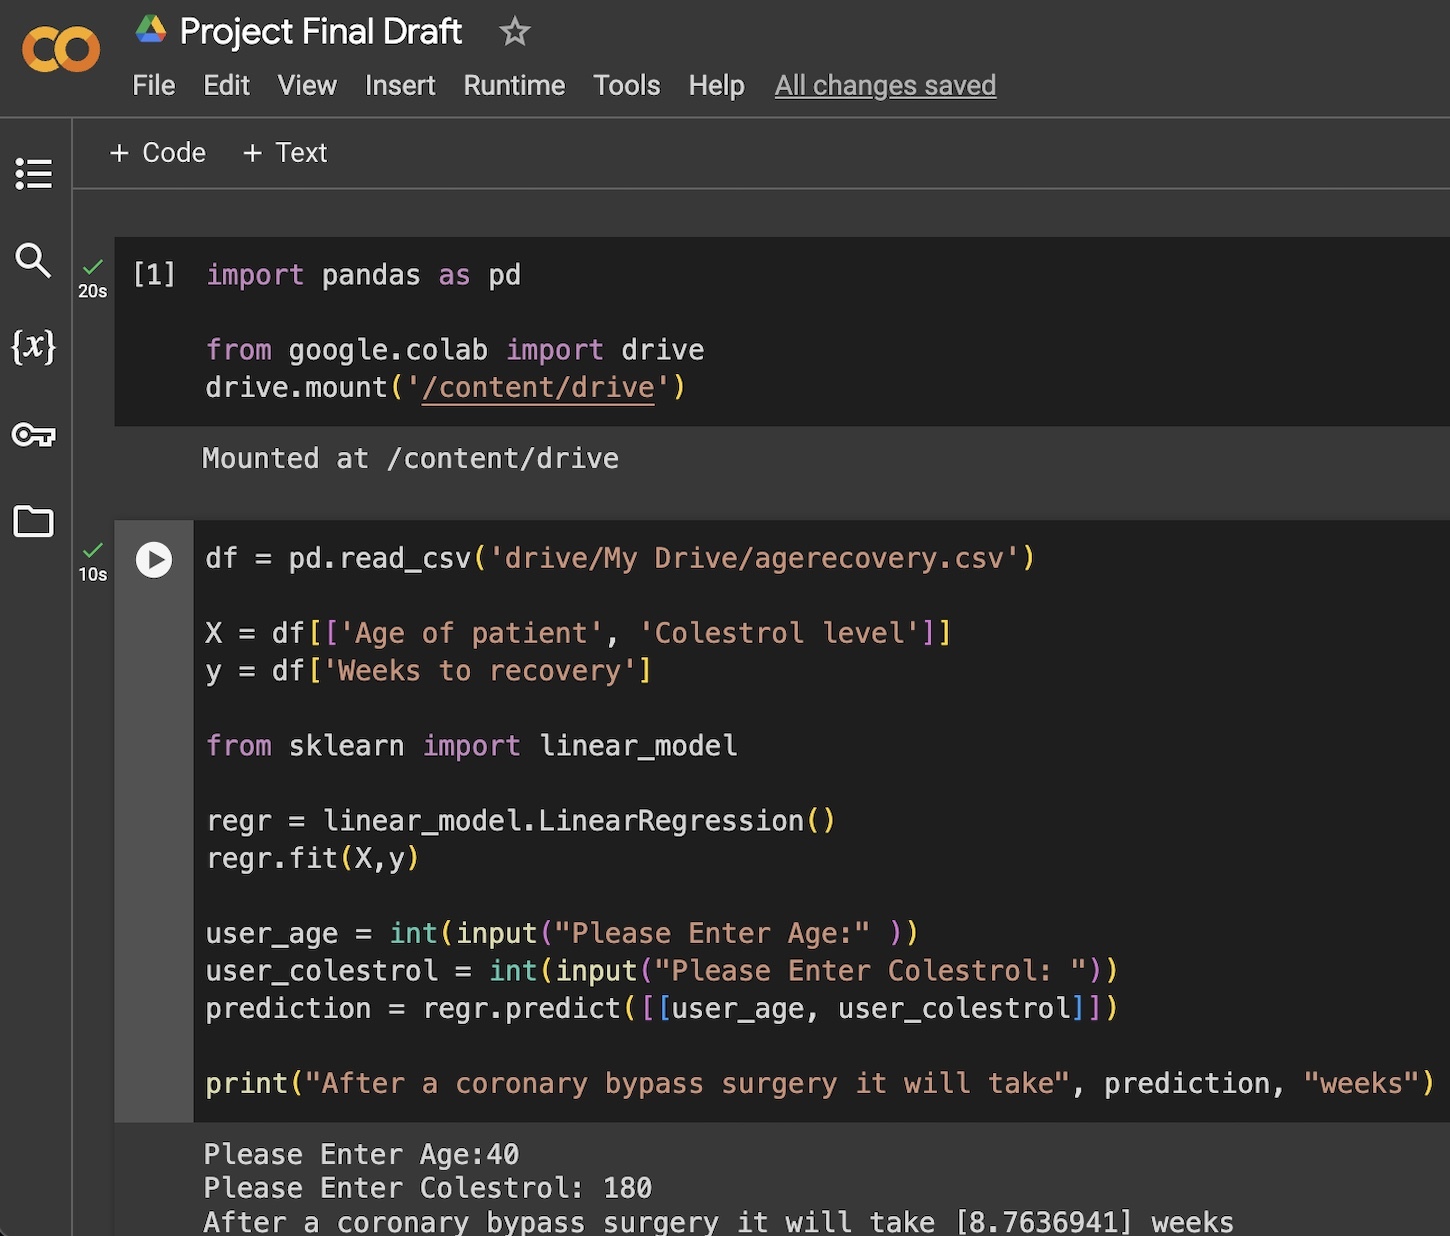 Project Final Draft
File Edit View Insert Runtime Tools Help All changes saved
+ Code + Text
[1] import pandas as pd
20s
from google.colab import drive
drive.mount('/content/drive')
Mounted at /content/drive
{x}
df = pd.read_csv('drive/My Drive/agerecovery.csv')
10s
X = df[['Age of patient', 'Colestrol level']]
y = df['Weeks to recovery']
from sklearn import linear_model
regr = linear_model.LinearRegression()
regr.fit(X,y)
user_age = int(input("Please Enter Age:" ))
user_colestrol = int(input("Please Enter Colestrol: "))
prediction = regr.predict([[user_age, user_colestrol]])
print("After a coronary bypass surgery it will take", prediction, "weeks")
Please Enter Age:40
Please Enter Colestrol: 180
After a coronary bypass surgery it will take [8.7636941] weeks